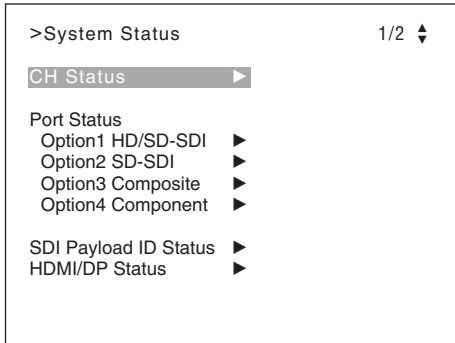 >System Status 1/2
CH Status
Port Status
Option1 HD/SD-SDI
Option2 SD-SDI
Option3 Composite
Option4 Component
SDI Payload ID Status
HDMI/DP Status